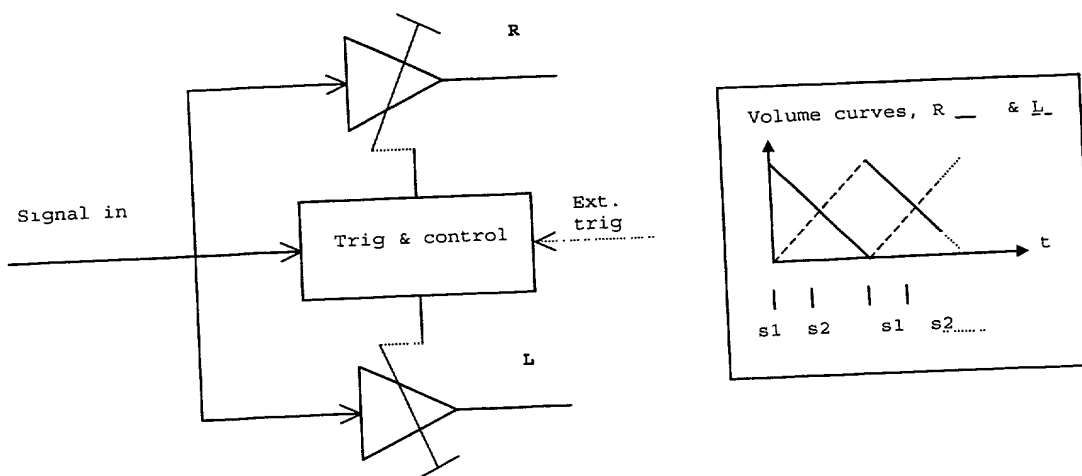 R
Signal in
Trig & control
Ext.
trig
L
Volume curves, R __ & L_
t
s1 s2 s1 s2